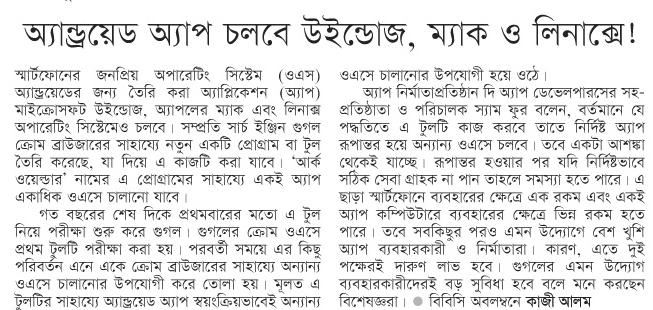 অ্যান্ড্রয়েড অ্যাপ চলবে উইন্ডোজ, ম্যাক ও লিনাক্সে!
স্মার্টফোনের জনপ্রিয় অপারেটিং সিস্টেম (ওএস)
অ্যান্ড্রয়েডের জন্য তৈরি করা অ্যাপ্লিকেশন (অ্যাপ)
মাইক্রোসফট উইন্ডোজ, অ্যাপলের ম্যাক এবং লিনাক্স
অপারেটিং সিস্টেমেও চলবে। সম্প্রতি সার্চ ইঞ্জিন গুগল
ক্রোম ব্রাউজারের সাহায্যে নতুন একটি প্রোগ্রাম বা টুল
তৈরি করেছে, যা দিয়ে এ কাজটি করা যাবে। ‘আর্ক
ওয়েল্ডার’ নামের এ প্রোগ্রামের সাহায্যে একই অ্যাপ
একাধিক ওএসে চালানো যাবে।
গত বছরের শেষ দিকে প্রথমবারের মতো এ টুল
নিয়ে পরীক্ষা শুরু করে গুগল। গুগলের ক্রোম ওএসে
প্রথম টুলটি পরীক্ষা করা হয়। পরবর্তী সময়ে এর কিছু
পরিবর্তন এনে একে ক্রোম ব্রাউজারের সাহায্যে অন্যান্য
ওএসে চালানোর উপযোগী করে তোলা হয়। মূলত এ
টুলটির সাহায্যে অ্যান্ড্রয়েড অ্যাপ স্বয়ংক্রিয়ভাবেই অন্যান্য
ওএসে চালানোর উপযোগী হয়ে ওঠে।
অ্যাপ নির্মাতাপ্রতিষ্ঠান দি অ্যাপ ডেভেলপারসের সহ-
প্রতিষ্ঠাতা ও পরিচালক স্যাম ফুর বলেন, বর্তমানে যে
পদ্ধতিতে এ টুলটি কাজ করবে তাতে নির্দিষ্ট অ্যাপ
রূপান্তর হয়ে অন্যান্য ওএসে চলবে। তবে একটা আশঙ্কা
থেকেই যাচ্ছে। রূপান্তর হওয়ার পর যদি নির্দিষ্টভাবে
সঠিক সেবা গ্রাহক না পান তাহলে সমস্যা হতে পারে। এ
ছাড়া স্মার্টফোনে ব্যবহারের ক্ষেত্রে এক রকম এবং একই
অ্যাপ কম্পিউটারে ব্যবহারের ক্ষেত্রে ভিন্ন রকম হতে
পারে। তবে সবকিছুর পরও এমন উদ্যোগে বেশ খুশি
অ্যাপ ব্যবহারকারী ও নির্মাতারা। কারণ, এতে দুই
পক্ষেরই দারুণ লাভ হবে। গুগলের এমন উদ্যোগ
ব্যবহারকারীদেরই বড় সুবিধা হবে বলে মনে করছেন
বিশেষজ্ঞরা। ● বিবিসি অবলম্বনে কাজী আলম